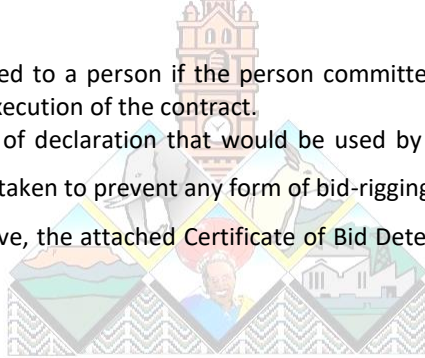 ed to a person if the person committe
xecution of the contract.
of declaration that would be used by
taken to prevent any form of bid-rigging
ve, the attached Certificate of Bid Dete